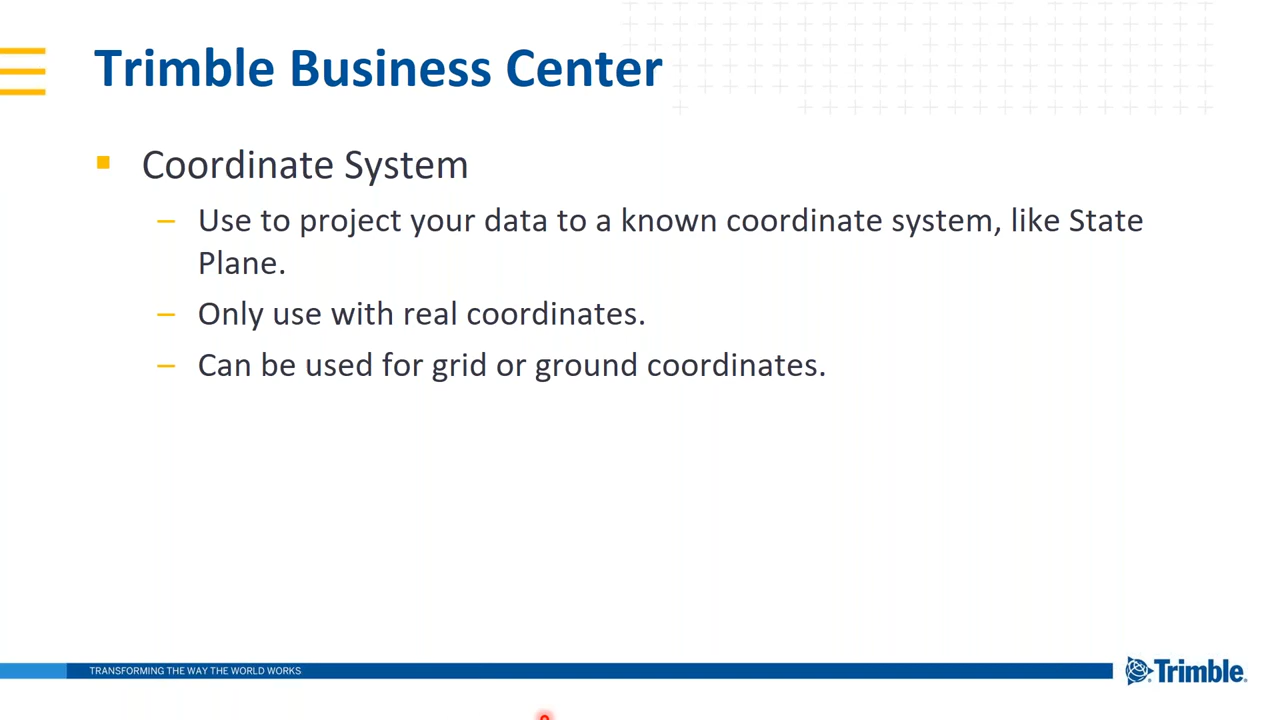 Trimble Business Center
Coordinate System
– Use to project your data to a known coordinate system, like State
Plane.
– Only use with real coordinates.
– Can be used for grid or ground coordinates.
TRANSFORMING THE WAY THE WORLD WORKS
Trimble